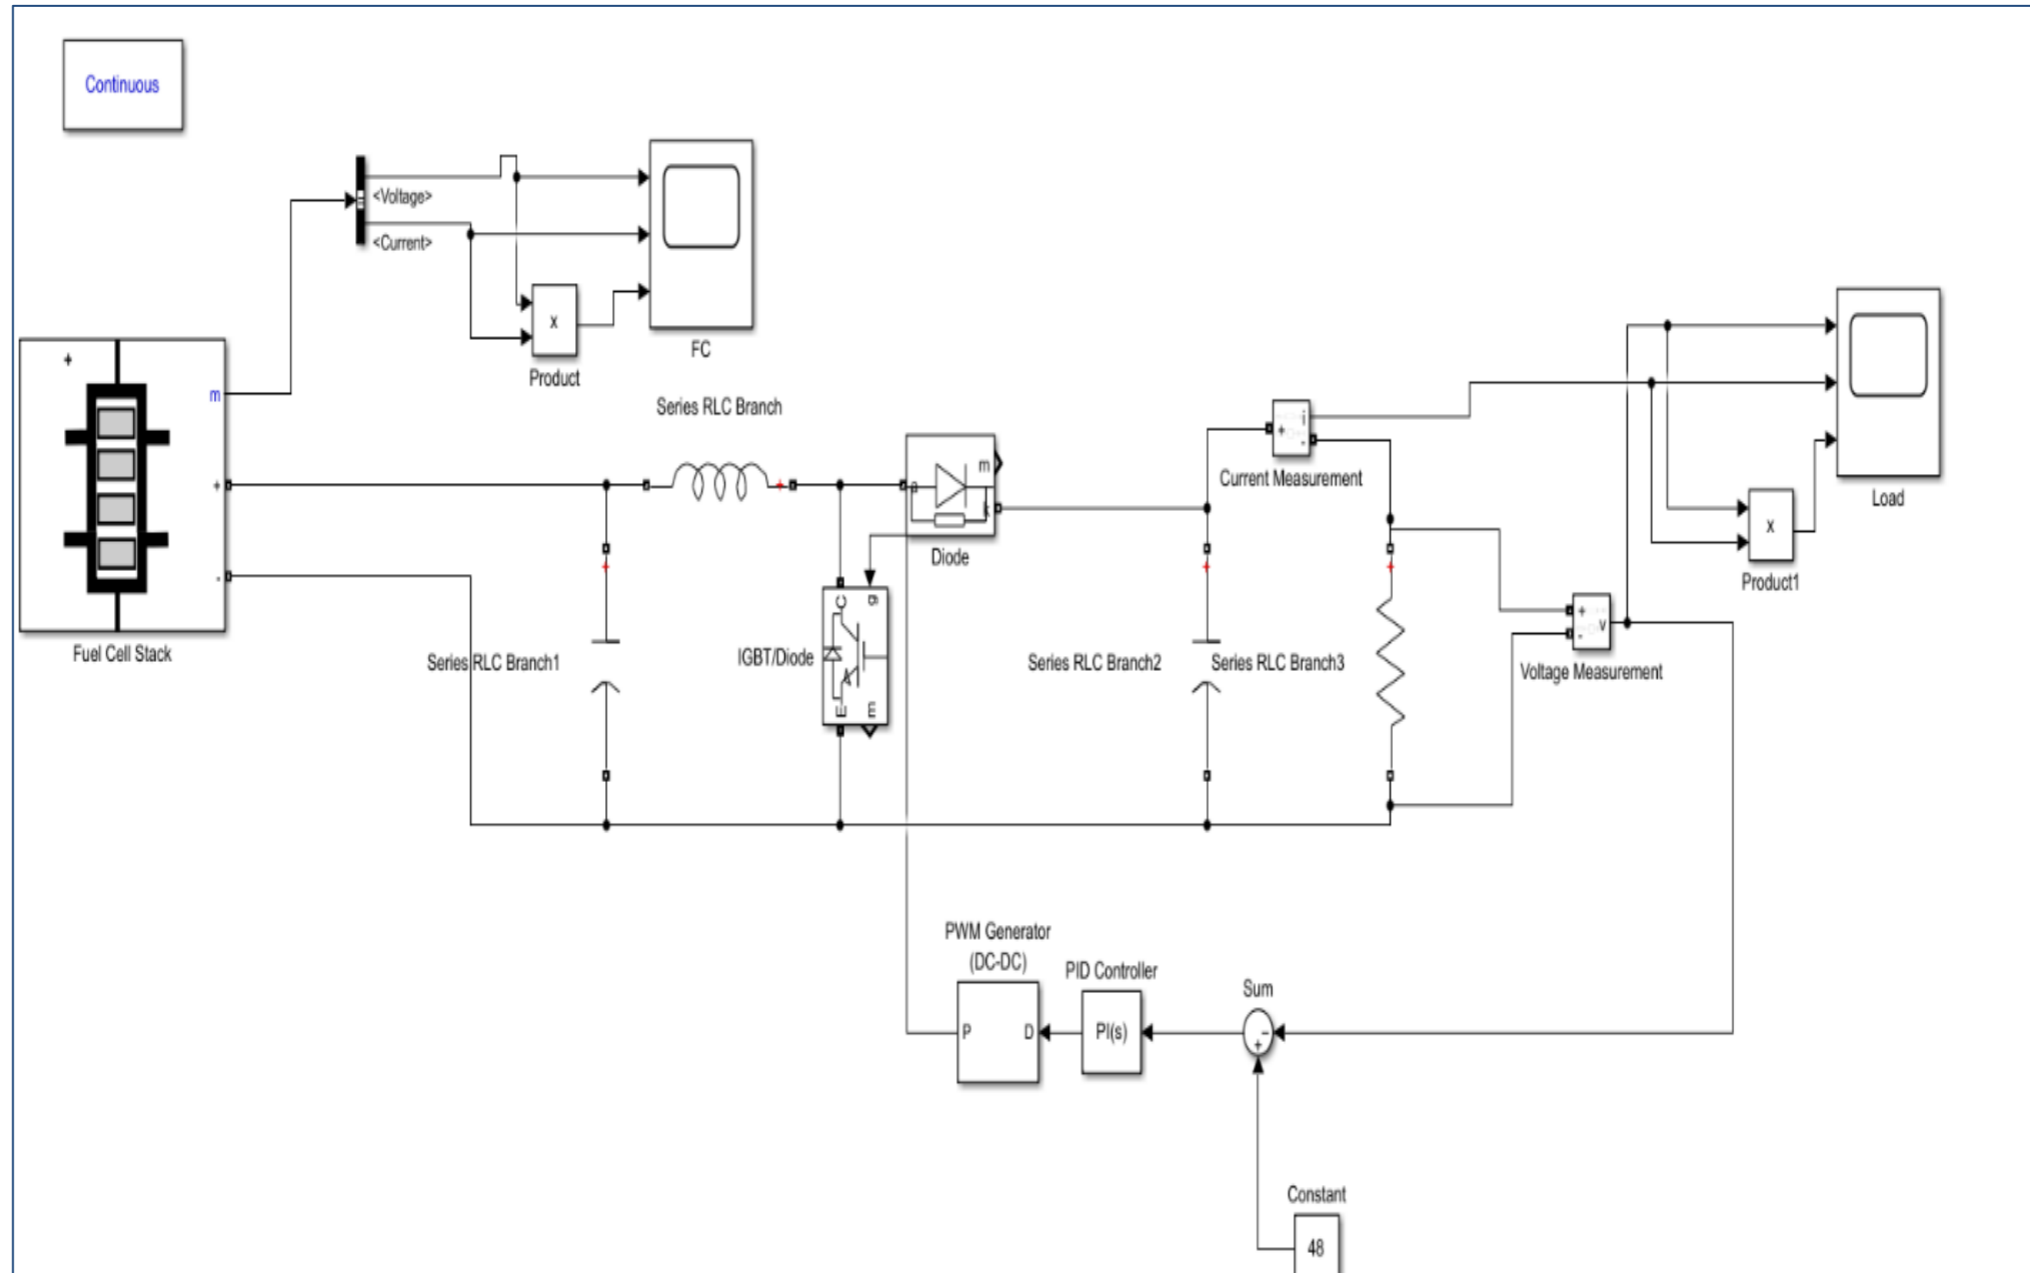 Continuous
<Voltage>
<Current>
x
Product
FC
+
m
+
-
Fuel Cell Stack
Series RLC Branch
+
m
a
k
Diode
Series RLC Branch1
+
IGBT/Diode
C
g
E
m
Series RLC Branch2
+
Series RLC Branch3
+
+
i
-
Current Measurement
+
-
v
Voltage Measurement
Load
x
Product1
PWM Generator
(DC-DC)
P
D
PID Controller
PI(s)
Sum
-
+
Constant
48